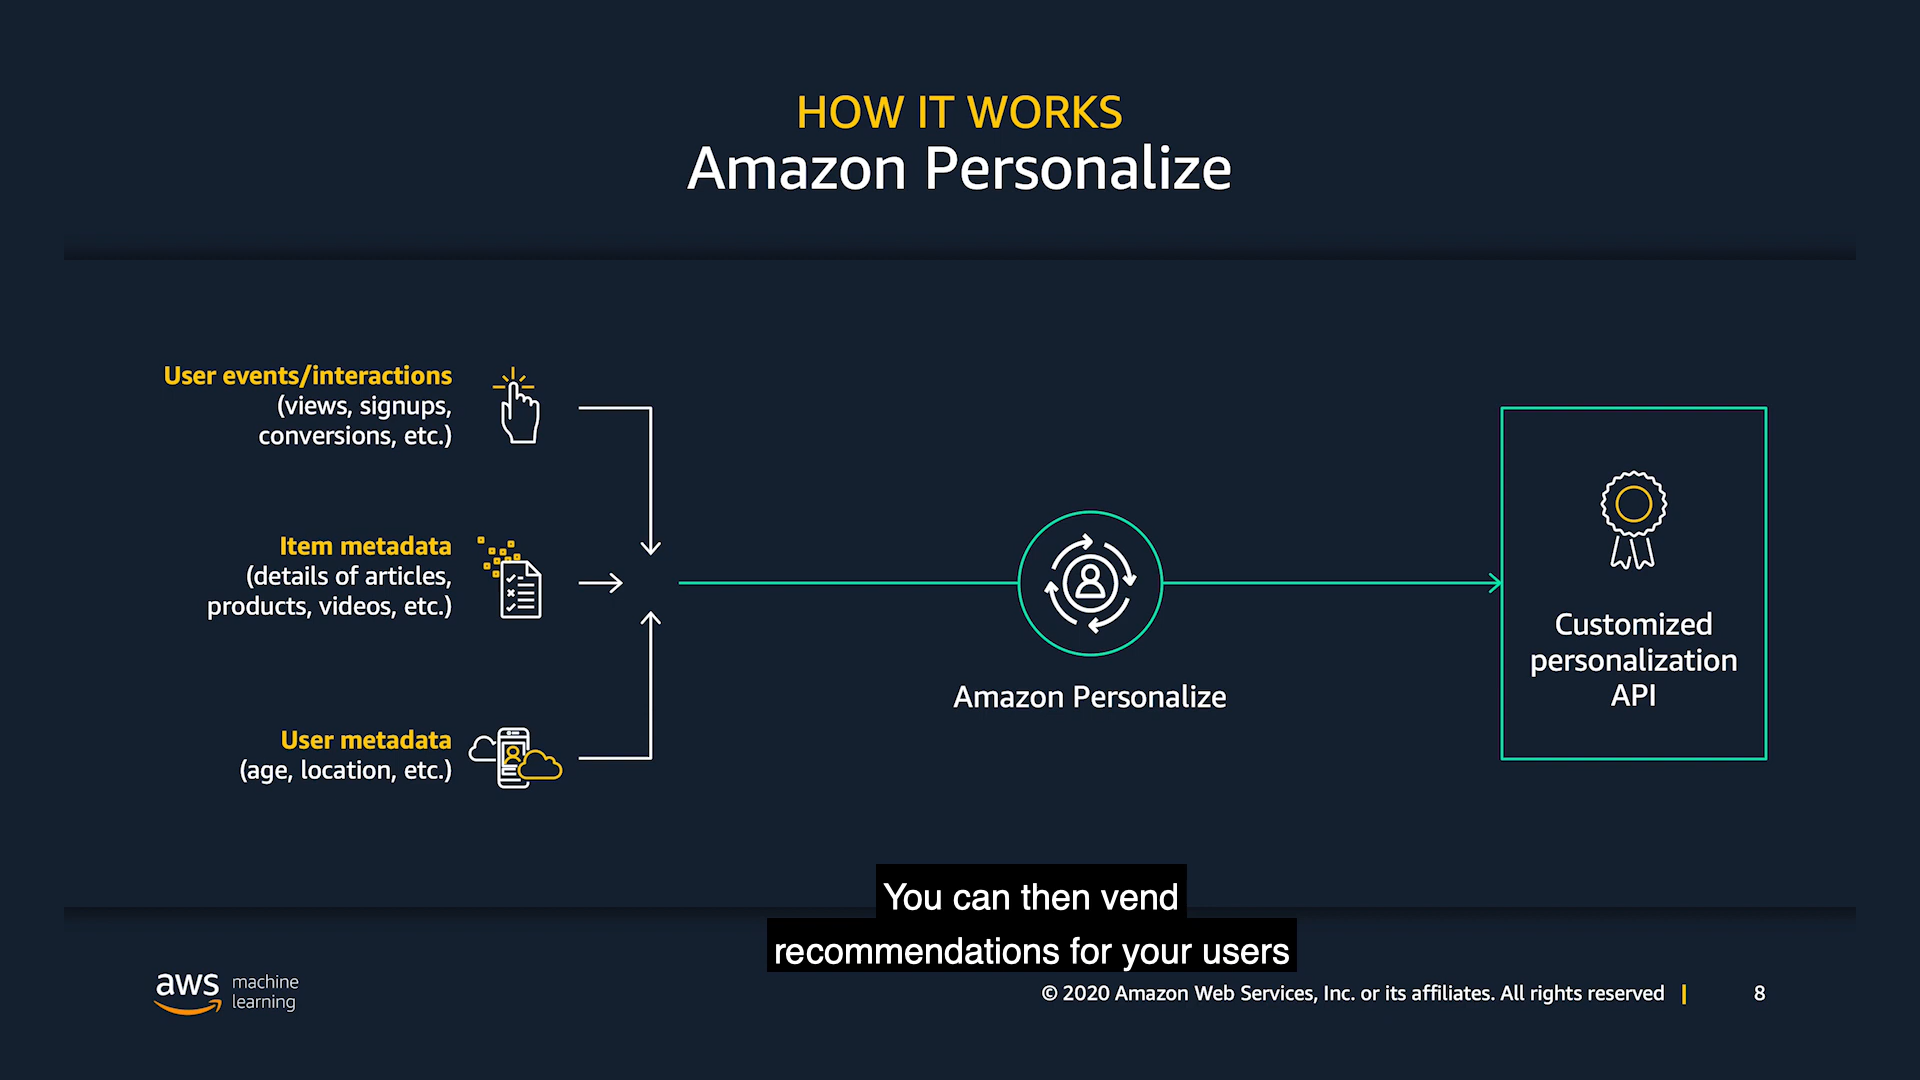 HOW IT WORKS
Amazon Personalize
User events/interactions
(views, signups,
conversions, etc.)
Item metadata
(details of articles,
products, videos, etc.)
User metadata
(age, location, etc.)
Amazon Personalize
Customized
personalization
API
You can then vend
recommendations for your users
aws machine
learning
© 2020 Amazon Web Services, Inc. or its affiliates. All rights reserved | 8